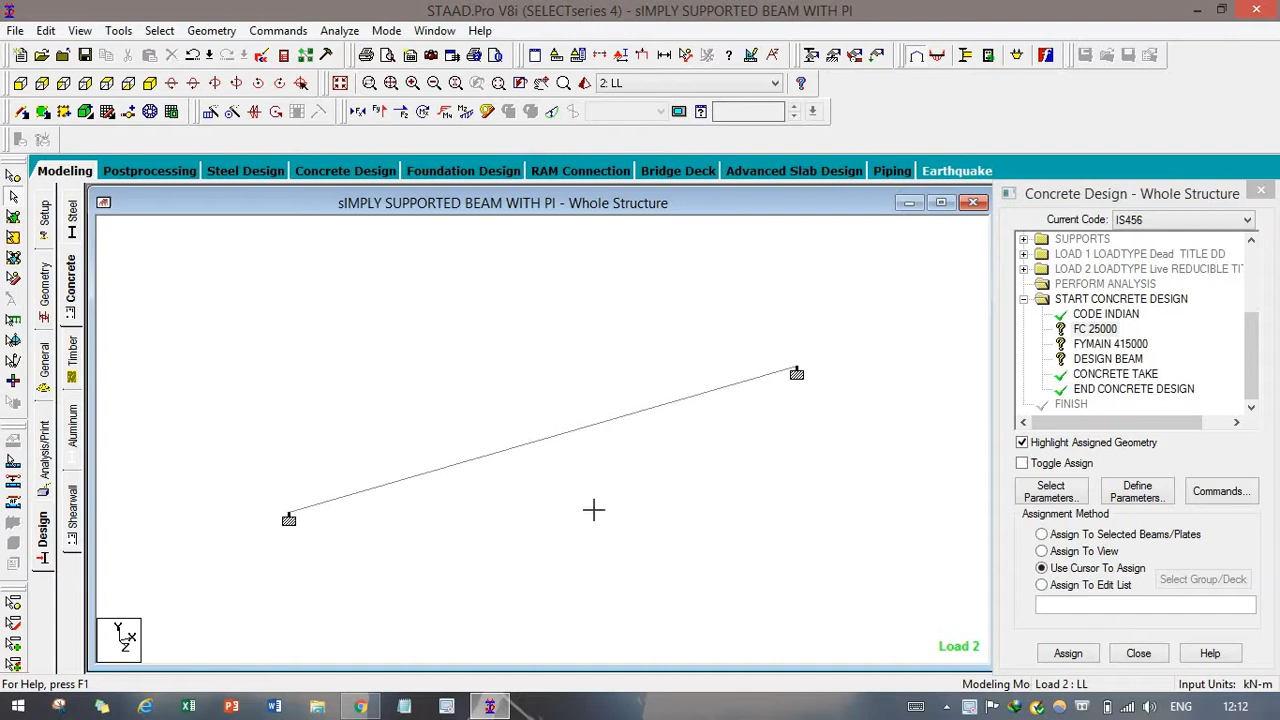 STAAD.Pro V8i (SELECTseries 4) - sIMPLY SUPPORTED BEAM WITH PI
File Edit View Tools Select Geometry Commands Analyze Mode Window Help
2: LL
Modeling Postprocessing Steel Design Concrete Design Foundation Design RAM Connection Bridge Deck Advanced Slab Design Piping Earthquake
sIMPLY SUPPORTED BEAM WITH PI - Whole Structure
Setup
Geometry
General
Analysis/Print
Design
Steel
Concrete
Timber
Aluminum
Shearwall
Y
X
Z
Load 2
Concrete Design - Whole Structure
Current Code: IS456
SUPPORTS
LOAD 1 LOADTYPE Dead TITLE DD
LOAD 2 LOADTYPE Live REDUCIBLE TIT
PERFORM ANALYSIS
START CONCRETE DESIGN
CODE INDIAN
FC 25000
FYMAIN 415000
DESIGN BEAM
CONCRETE TAKE
END CONCRETE DESIGN
FINISH
Highlight Assigned Geometry
Toggle Assign
Select Parameters..
Define Parameters..
Commands...
Assignment Method
Assign To Selected Beams/Plates
Assign To View
Use Cursor To Assign
Select Group/Deck
Assign To Edit List
Assign Close Help
For Help, press F1
Modeling Mo Load 2 : LL Input Units: kN-m
ENG 12:12